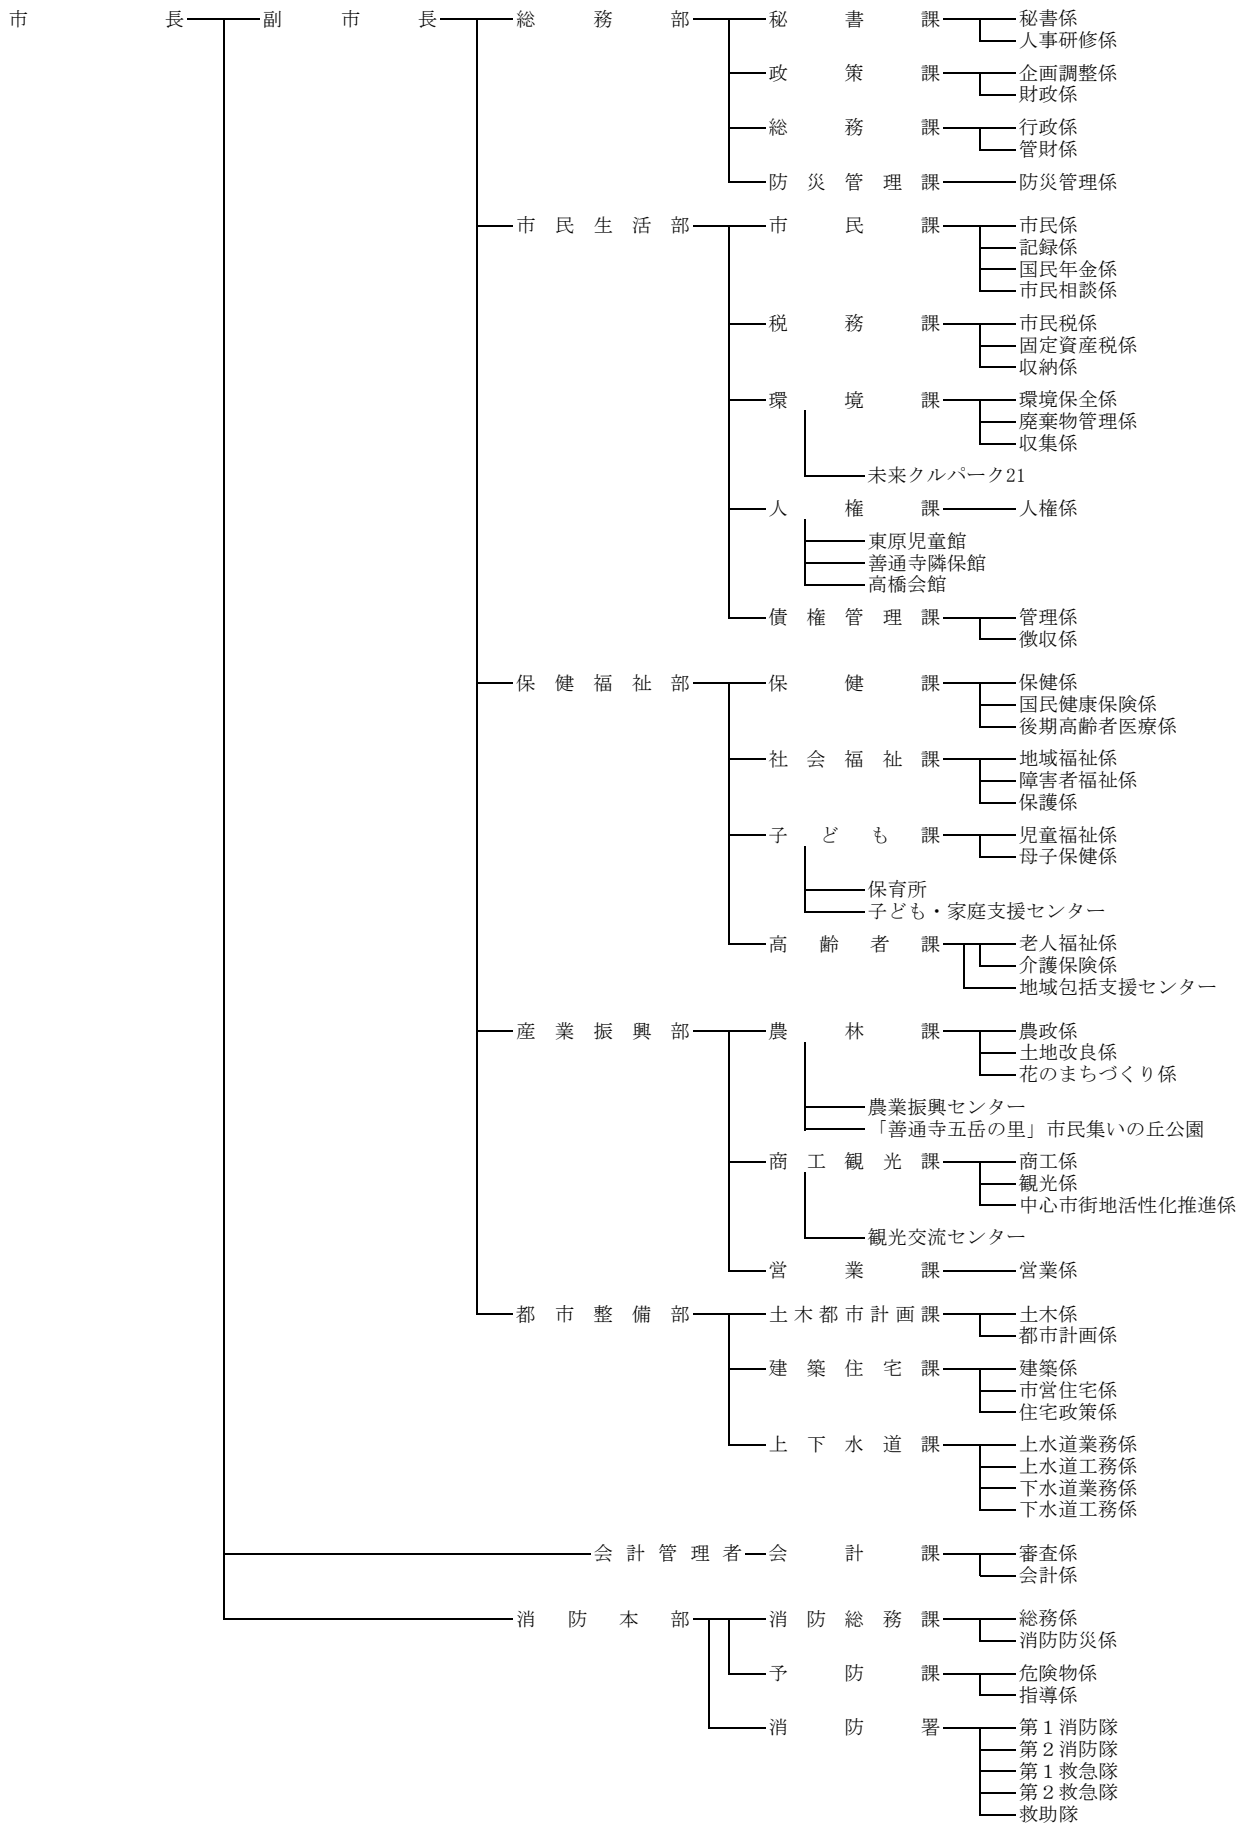 市長 副市長 総務部 秘書課 秘書係
人事研修係
政策課 企画調整係
財政係
総務課 行政係
管財係
防災管理課 防災管理係
市民生活部 市民課 市民係
記録係
国民年金係
市民相談係
税務課 市民税係
固定資産税係
収納係
環境課 環境保全係
廃棄物管理係
収集係
未来クルパーク21
人権課 人権係
東原児童館
善通寺隣保館
高橋会館
債権管理課 管理係
徴収係
保健福祉部 保健課 保健係
国民健康保険係
後期高齢者医療係
社会福祉課 地域福祉係
障害者福祉係
保護係
子ども課 児童福祉係
母子保健係
保育所
子ども・家庭支援センター
高齢者課 老人福祉係
介護保険係
地域包括支援センター
産業振興部 農林課 農政係
土地改良係
花のまちづくり係
農業振興センター
「善通寺五岳の里」市民集いの丘公園
商工観光課 商工係
観光係
中心市街地活性化推進係
観光交流センター
営業課 営業係
都市整備部 土木都市計画課 土木係
都市計画係
建築住宅課 建築係
市営住宅係
住宅政策係
上下水道課 上水道業務係
上水道工務係
下水道業務係
下水道工務係
会計管理者 会計課 審査係
会計係
消防本部 消防総務課 総務係
消防防災係
予防課 危険物係
指導係
消防署 第1消防隊
第2消防隊
第1救急隊
第2救急隊
救助隊